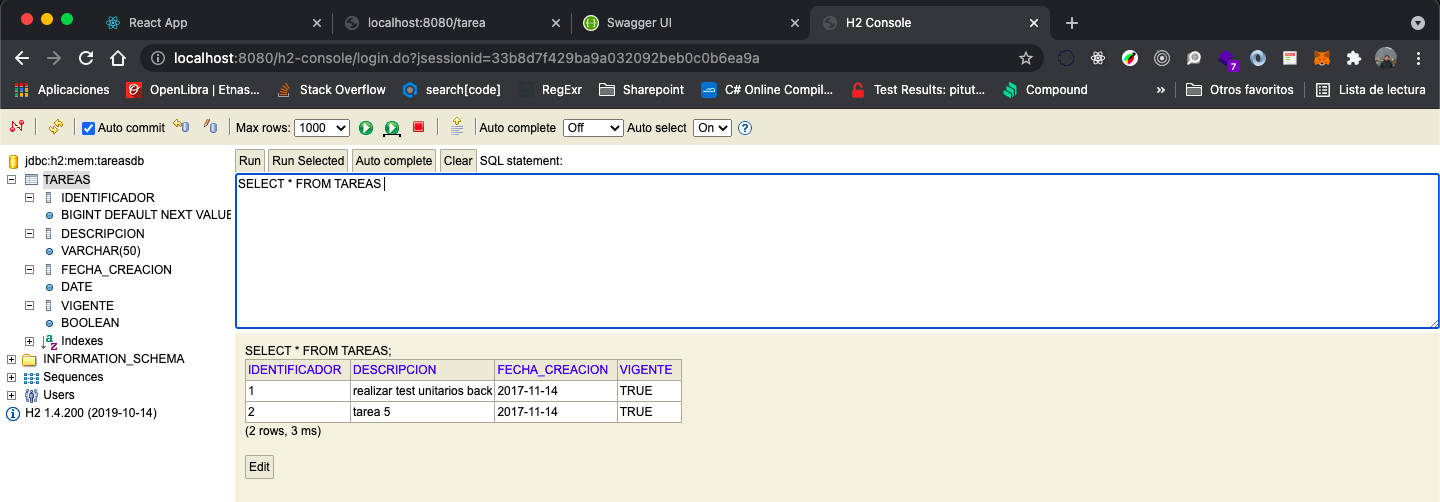 React App
localhost:8080/tarea
Swagger UI
H2 Console
localhost:8080/h2-console/login.do?jsessionid=33b8d7f429ba9a032092beb0c0b6ea9a
7
Aplicaciones
OpenLibra | Etnas...
Stack Overflow
search[code]
RegExr
Sharepoint
C# Online Compil...
Test Results: pitut...
Compound
»
Otros favoritos
Lista de lectura
Auto commit
Max rows: 1000
Auto complete Off
Auto select On
jdbc:h2:mem:tareasdb
TAREAS
IDENTIFICADOR
BIGINT DEFAULT NEXT VALUE
DESCRIPCION
VARCHAR(50)
FECHA_CREACION
DATE
VIGENTE
BOOLEAN
Indexes
INFORMATION_SCHEMA
Sequences
Users
H2 1.4.200 (2019-10-14)
Run Run Selected Auto complete Clear SQL statement:
SELECT * FROM TAREAS
SELECT * FROM TAREAS;
IDENTIFICADOR DESCRIPCION FECHA_CREACION VIGENTE
1 realizar test unitarios back 2017-11-14 TRUE
2 tarea 5 2017-11-14 TRUE
(2 rows, 3 ms)
Edit